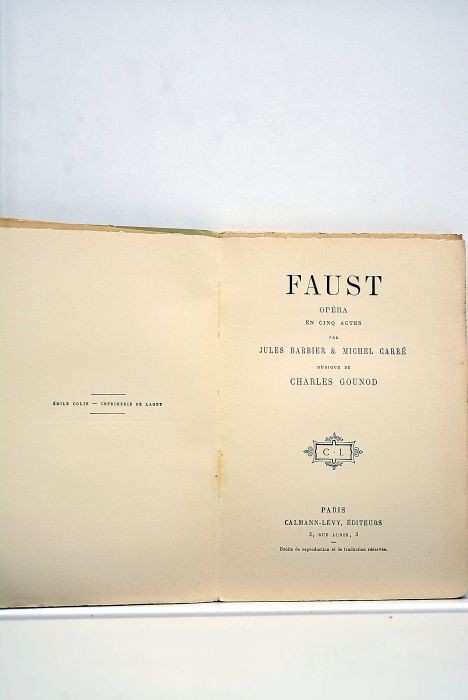 ÉMILE COLIN — IMPRIMERIE DE LAGNY
FAUST
OPÉRA
EN CINQ ACTES
PAR
JULES BARBIER & MICHEL CARRÉ
MUSIQUE DE
CHARLES GOUNOD
C · L
PARIS
CALMANN-LÉVY, ÉDITEURS
3, RUE AUBER, 3
Droits de reproduction et de traduction réservés.